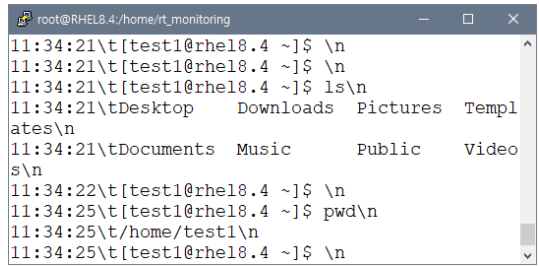 root@RHEL8.4:/home/rt_monitoring
11:34:21\t[test1@rhel8.4 ~]$ \n
11:34:21\t[test1@rhel8.4 ~]$ \n
11:34:21\t[test1@rhel8.4 ~]$ ls\n
11:34:21\tDesktop    Downloads  Pictures  Templ
ates\n
11:34:21\tDocuments  Music      Public    Video
s\n
11:34:22\t[test1@rhel8.4 ~]$ \n
11:34:25\t[test1@rhel8.4 ~]$ pwd\n
11:34:25\t/home/test1\n
11:34:25\t[test1@rhel8.4 ~]$ \n